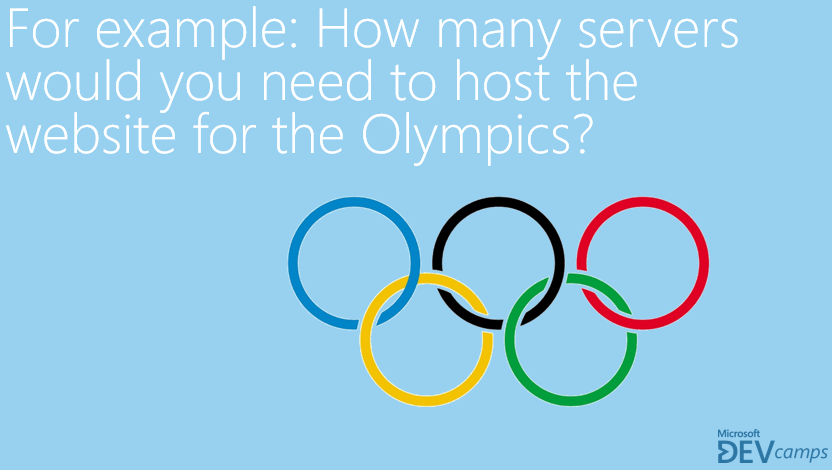 For example: How many servers
would you need to host the
website for the Olympics?
Microsoft
DEVcamps